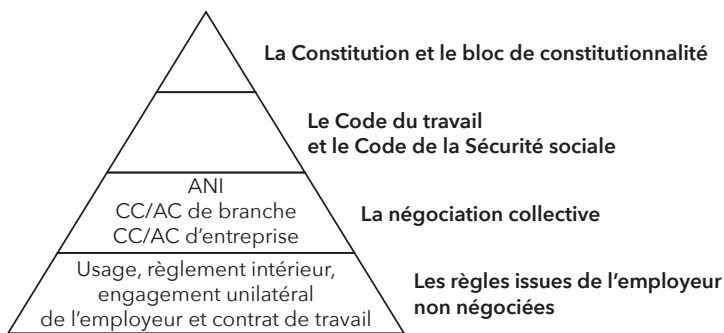 La Constitution et le bloc de constitutionnalité
Le Code du travail
et le Code de la Sécurité sociale
ANI
CC/AC de branche
CC/AC d'entreprise
La négociation collective
Usage, règlement intérieur,
engagement unilatéral
de l'employeur et contrat de travail
Les règles issues de l'employeur
non négociées